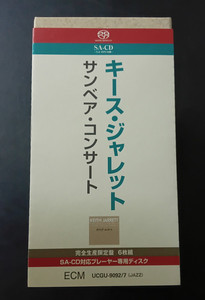 SA-CD
キース・ジャレット
サンベア・コンサート
KEITH JARRETT
完全生産限定盤 6枚組
SA-CD対応プレーヤー専用ディスク
ECM UCGU-9092/7